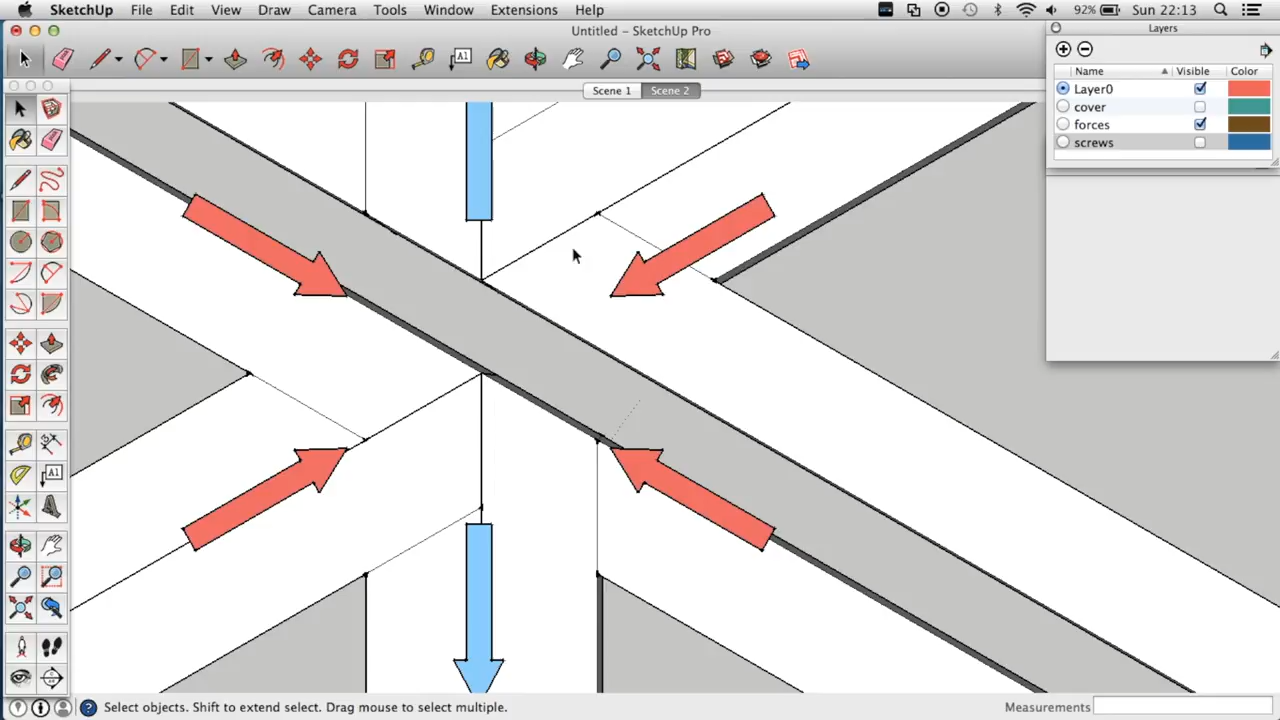 SketchUp File Edit View Draw Camera Tools Window Extensions Help 92% Sun 22:13
Untitled – SketchUp Pro
Scene 1 Scene 2
Layers
Name Visible Color
Layer0
cover
forces
screws
A1
A1
Select objects. Shift to extend select. Drag mouse to select multiple. Measurements